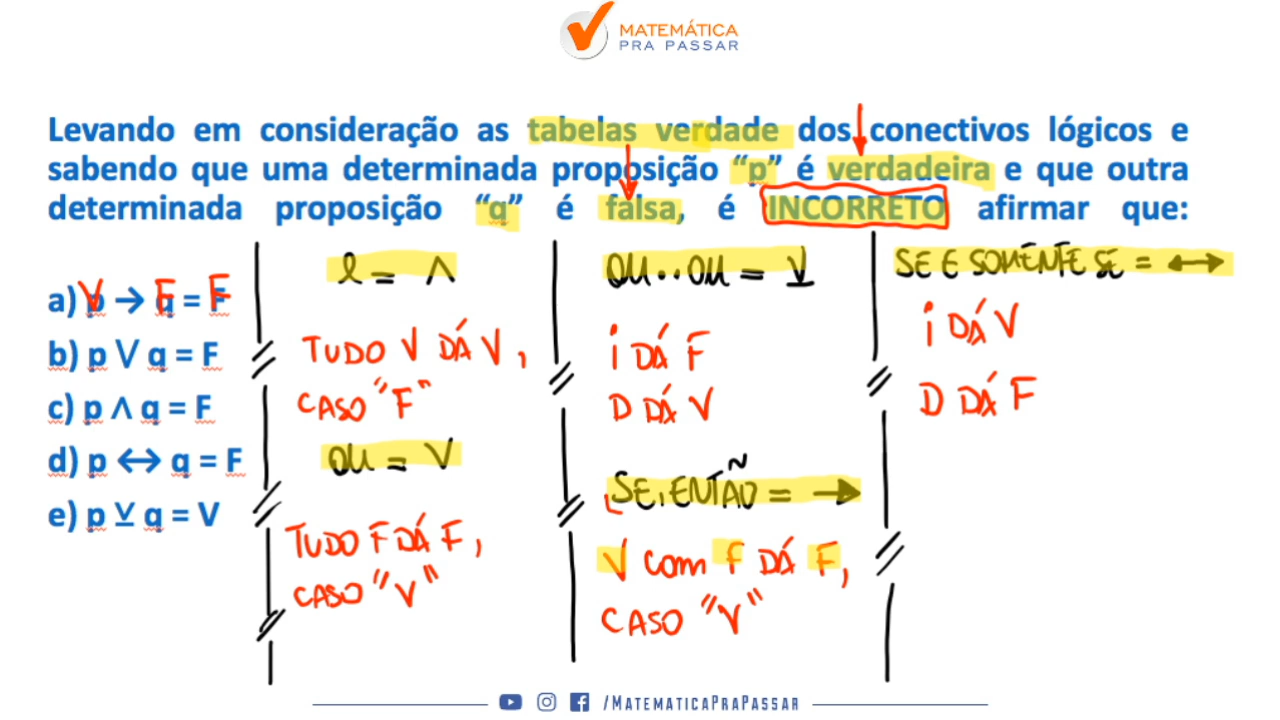 MATEMÁTICA
PRA PASSAR
Levando em consideração as tabelas verdade dos conectivos lógicos e
sabendo que uma determinada proposição “p” é verdadeira e que outra
determinada proposição “q” é falsa, é INCORRETO afirmar que:
a) p → q = F
V F F
b) p V q = F
c) p ∧ q = F
d) p ↔ q = F
e) p ⊻ q = V
e = ∧
TUDO V DÁ V,
CASO "F"
OU = V
TUDO F DÁ F,
CASO "V"
OU..OU = ⊻
i DÁ F
D DÁ V
SE, ENTÃO = →
V com F DÁ F,
CASO "V"
SE E SOMENTE SE = ↔
i DÁ V
D DÁ F
/MATEMATICAPRAPASSAR